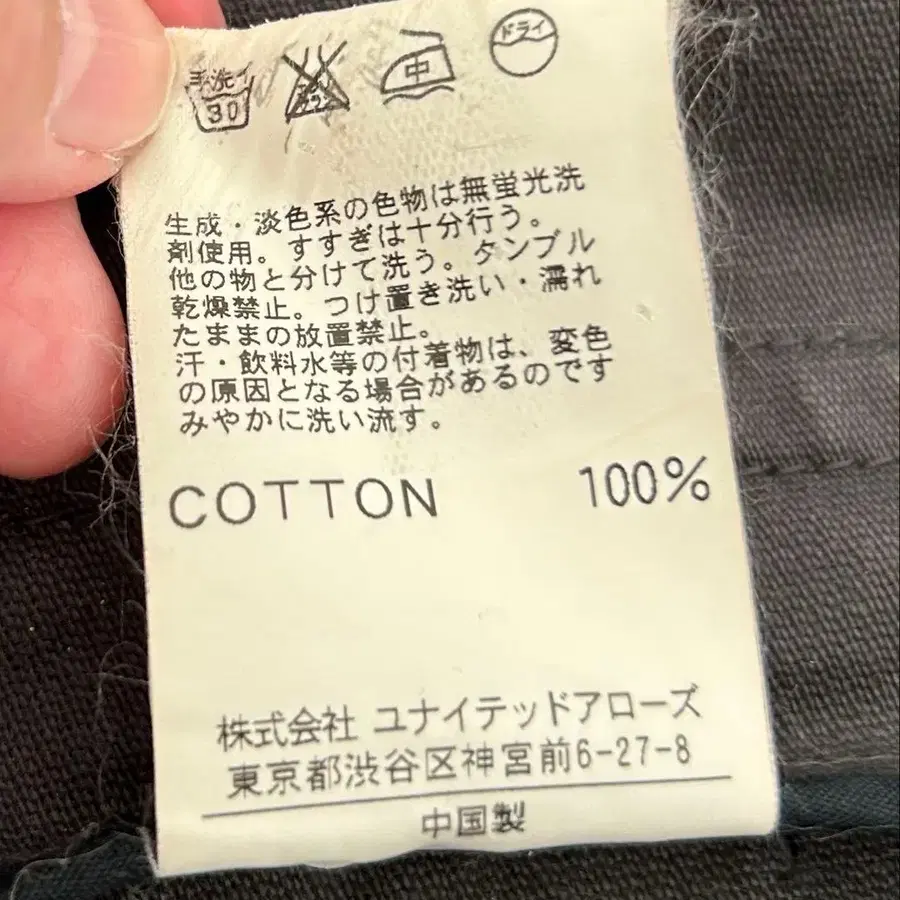 手洗イ 30 中 ドライ
生成・淡色系の色物は無蛍光洗
剤使用。すすぎは十分行う。
他の物と分けて洗う。タンブル
乾燥禁止。つけ置き洗い・濡れ
たままの放置禁止。
汗・飲料水等の付着物は、変色
の原因となる場合があるのです
みやかに洗い流す。
COTTON 100%
株式会社 ユナイテッドアローズ
東京都渋谷区神宮前6-27-8
中国製